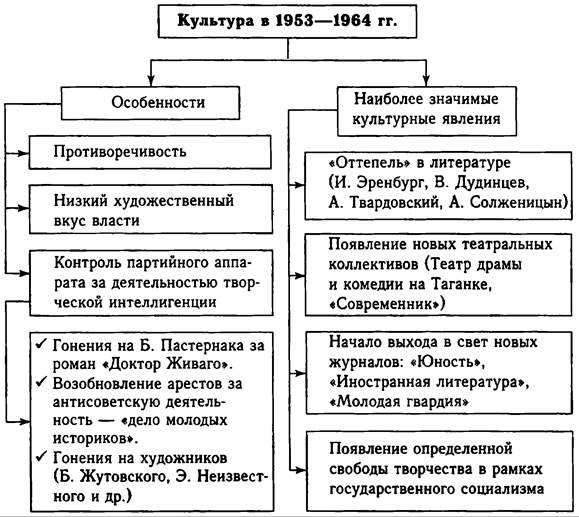 Культура в 1953—1964 гг.
Особенности
Противоречивость
Низкий художественный
вкус власти
Контроль партийного аппа-
рата за деятельностью твор-
ческой интеллигенции
✓ Гонения на Б. Пастернака за
роман «Доктор Живаго».
✓ Возобновление арестов за
антисоветскую деятель-
ность — «дело молодых
историков».
✓ Гонения на художников
(Б. Жутовского, Э. Неизвест-
ного и др.)
Наиболее значимые
культурные явления
«Оттепель» в литературе
(И. Эренбург, В. Дудинцев,
А. Твардовский, А. Солженицын)
Появление новых театральных
коллективов (Театр драмы
и комедии на Таганке,
«Современник»)
Начало выхода в свет новых
журналов: «Юность»,
«Иностранная литература»,
«Молодая гвардия»
Появление определенной
свободы творчества в рамках
государственного социализма